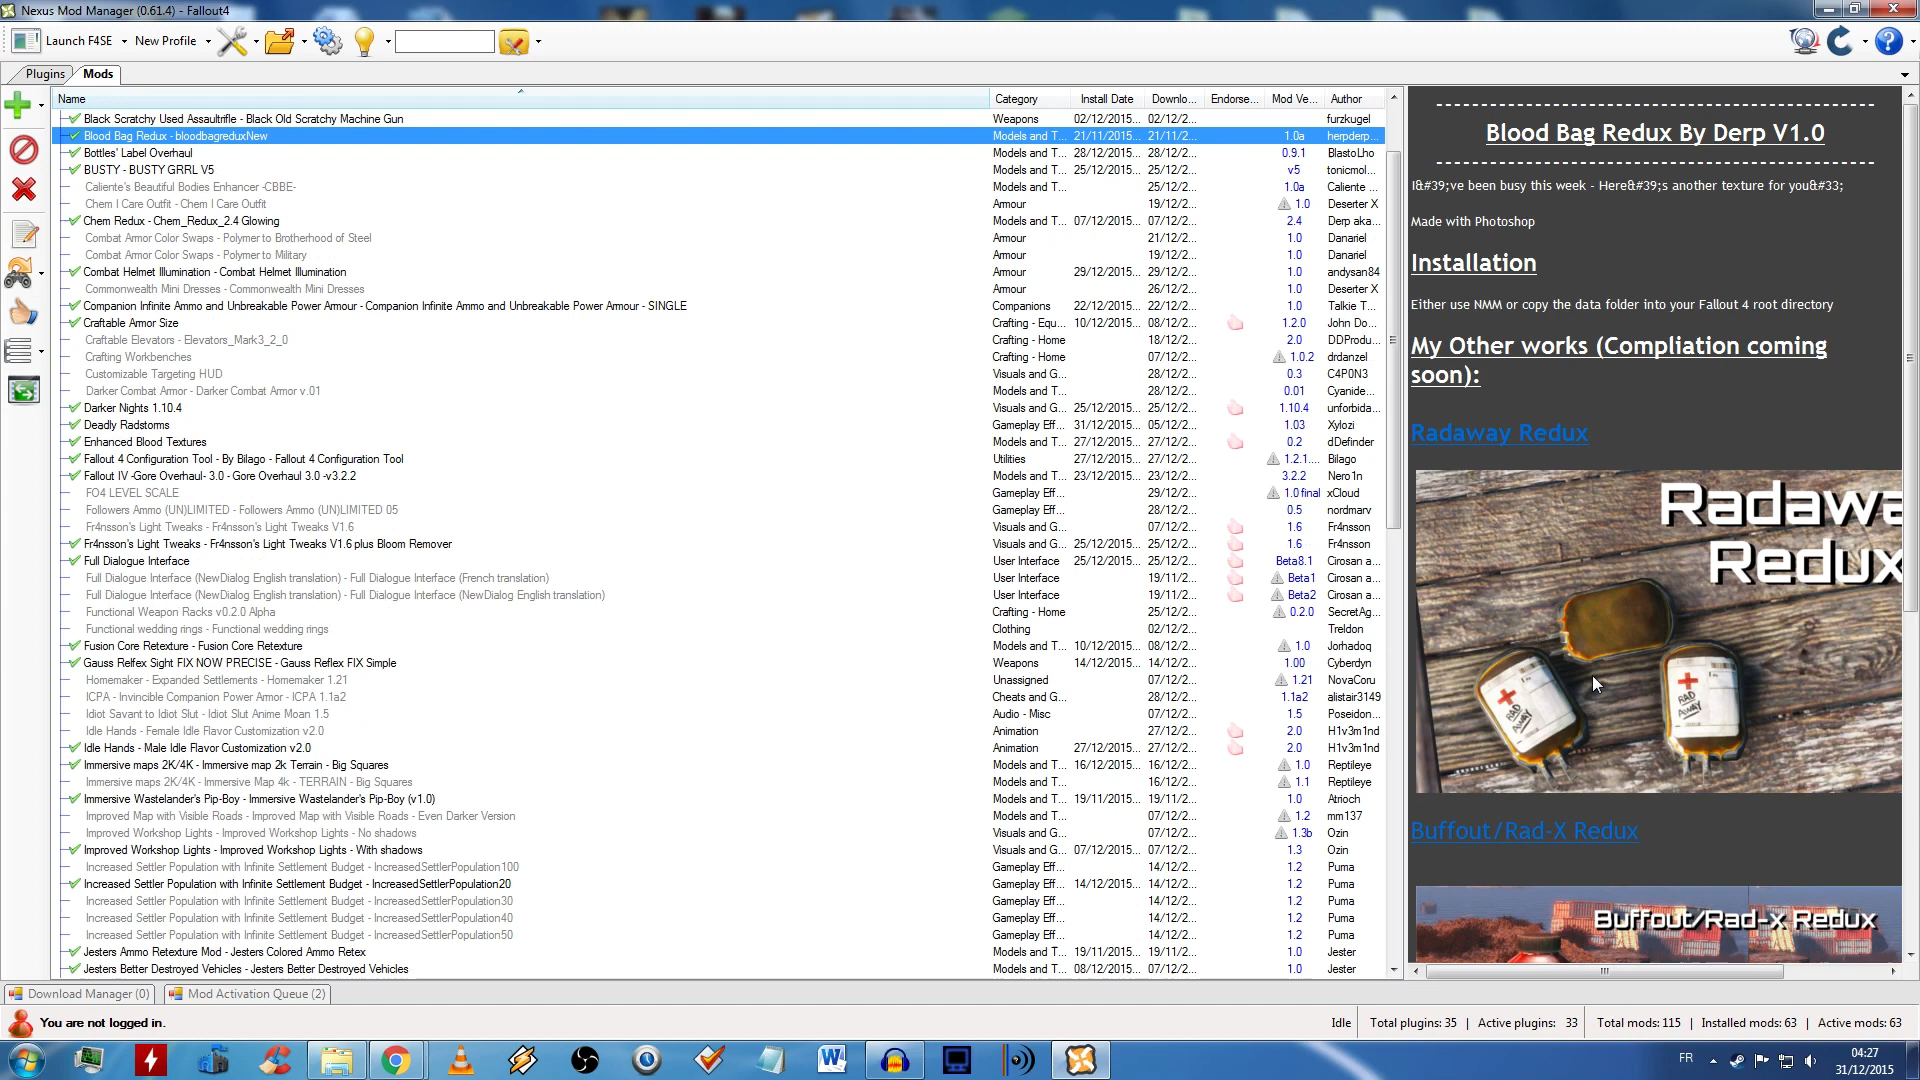 Nexus Mod Manager (0.61.4) - Fallout4
Launch F4SE
New Profile
Plugins
Mods
Name Category Install Date Downlo... Endorse... Mod Ve... Author
Black Scratchy Used Assaultrifle - Black Old Scratchy Machine Gun Weapons 02/12/2015... 02/12/2... furzkugel
Blood Bag Redux - bloodbagreduxNew Models and T... 21/11/2015... 21/11/2... 1.0a herpderp...
Bottles' Label Overhaul Models and T... 28/12/2015... 28/12/2... 0.9.1 BlastoLho
BUSTY - BUSTY GRRL V5 Models and T... 25/12/2015... 25/12/2... v5 tonicmol...
Caliente's Beautiful Bodies Enhancer -CBBE- Models and T... 25/12/2... 1.0a Caliente ...
Chem I Care Outfit - Chem I Care Outfit Armour 19/12/2... 1.0 Deserter X
Chem Redux - Chem_Redux_2.4 Glowing Models and T... 07/12/2015... 07/12/2... 2.4 Derp aka...
Combat Armor Color Swaps - Polymer to Brotherhood of Steel Armour 21/12/2... 1.0 Danariel
Combat Armor Color Swaps - Polymer to Military Armour 19/12/2... 1.0 Danariel
Combat Helmet Illumination - Combat Helmet Illumination Armour 29/12/2015... 29/12/2... 1.0 andysan84
Commonwealth Mini Dresses - Commonwealth Mini Dresses Armour 26/12/2... 1.0 Deserter X
Companion Infinite Ammo and Unbreakable Power Armour - Companion Infinite Ammo and Unbreakable Power Armour - SINGLE Companions 22/12/2015... 22/12/2... 1.0 Talkie T...
Craftable Armor Size Crafting - Equ... 10/12/2015... 08/12/2... 1.2.0 John Do...
Craftable Elevators - Elevators_Mark3_2_0 Crafting - Home 18/12/2... 2.0 DDProdu...
Crafting Workbenches Crafting - Home 07/12/2... 1.0.2 drdanzel
Customizable Targeting HUD Visuals and G... 28/12/2... 0.3 C4P0N3
Darker Combat Armor - Darker Combat Armor v.01 Models and T... 28/12/2... 0.01 Cyanide...
Darker Nights 1.10.4 Visuals and G... 25/12/2015... 25/12/2... 1.10.4 unforbida...
Deadly Radstorms Gameplay Eff... 31/12/2015... 05/12/2... 1.03 Xylozi
Enhanced Blood Textures Models and T... 27/12/2015... 27/12/2... 0.2 dDefinder
Fallout 4 Configuration Tool - By Bilago - Fallout 4 Configuration Tool Utilities 27/12/2015... 27/12/2... 1.2.1.... Bilago
Fallout IV -Gore Overhaul- 3.0 - Gore Overhaul 3.0 -v3.2.2 Models and T... 23/12/2015... 23/12/2... 3.2.2 Nero1n
FO4 LEVEL SCALE Gameplay Eff... 29/12/2... 1.0 final xCloud
Followers Ammo (UN)LIMITED - Followers Ammo (UN)LIMITED 05 Gameplay Eff... 28/12/2... 0.5 nordmarv
Fr4nsson's Light Tweaks - Fr4nsson's Light Tweaks V1.6 Visuals and G... 07/12/2... 1.6 Fr4nsson
Fr4nsson's Light Tweaks - Fr4nsson's Light Tweaks V1.6 plus Bloom Remover Visuals and G... 25/12/2015... 25/12/2... 1.6 Fr4nsson
Full Dialogue Interface User Interface 25/12/2015... 25/12/2... Beta8.1 Cirosan a...
Full Dialogue Interface (NewDialog English translation) - Full Dialogue Interface (French translation) User Interface 19/11/2... Beta1 Cirosan a...
Full Dialogue Interface (NewDialog English translation) - Full Dialogue Interface (NewDialog English translation) User Interface 19/11/2... Beta2 Cirosan a...
Functional Weapon Racks v0.2.0 Alpha Crafting - Home 25/12/2... 0.2.0 SecretAg...
Functional wedding rings - Functional wedding rings Clothing 02/12/2... Treldon
Fusion Core Retexture - Fusion Core Retexture Models and T... 10/12/2015... 08/12/2... 1.0 Jorhadoq
Gauss Relfex Sight FIX NOW PRECISE - Gauss Reflex FIX Simple Weapons 14/12/2015... 14/12/2... 1.00 Cyberdyn
Homemaker - Expanded Settlements - Homemaker 1.21 Unassigned 07/12/2... 1.21 NovaCoru
ICPA - Invincible Companion Power Armor - ICPA 1.1a2 Cheats and G... 28/12/2... 1.1a2 alistair3149
Idiot Savant to Idiot Slut - Idiot Slut Anime Moan 1.5 Audio - Misc 07/12/2... 1.5 Poseidon...
Idle Hands - Female Idle Flavor Customization v2.0 Animation 27/12/2... 2.0 H1v3m1nd
Idle Hands - Male Idle Flavor Customization v2.0 Animation 27/12/2015... 27/12/2... 2.0 H1v3m1nd
Immersive maps 2K/4K - Immersive map 2k Terrain - Big Squares Models and T... 16/12/2015... 16/12/2... 1.0 Reptileye
Immersive maps 2K/4K - Immersive Map 4k - TERRAIN - Big Squares Models and T... 16/12/2... 1.1 Reptileye
Immersive Wastelander's Pip-Boy - Immersive Wastelander's Pip-Boy (v1.0) Models and T... 19/11/2015... 19/11/2... 1.0 Atrioch
Improved Map with Visible Roads - Improved Map with Visible Roads - Even Darker Version Models and T... 07/12/2... 1.2 mm137
Improved Workshop Lights - Improved Workshop Lights - No shadows Visuals and G... 07/12/2... 1.3b Ozin
Improved Workshop Lights - Improved Workshop Lights - With shadows Visuals and G... 07/12/2015... 07/12/2... 1.3 Ozin
Increased Settler Population with Infinite Settlement Budget - IncreasedSettlerPopulation100 Gameplay Eff... 14/12/2... 1.2 Puma
Increased Settler Population with Infinite Settlement Budget - IncreasedSettlerPopulation20 Gameplay Eff... 14/12/2015... 14/12/2... 1.2 Puma
Increased Settler Population with Infinite Settlement Budget - IncreasedSettlerPopulation30 Gameplay Eff... 14/12/2... 1.2 Puma
Increased Settler Population with Infinite Settlement Budget - IncreasedSettlerPopulation40 Gameplay Eff... 14/12/2... 1.2 Puma
Increased Settler Population with Infinite Settlement Budget - IncreasedSettlerPopulation50 Gameplay Eff... 14/12/2... 1.2 Puma
Jesters Ammo Retexture Mod - Jesters Colored Ammo Retex Models and T... 19/11/2015... 19/11/2... 1.0 Jester
Jesters Better Destroyed Vehicles - Jesters Better Destroyed Vehicles Models and T... 08/12/2015... 07/12/2... 1.0 Jester
Blood Bag Redux By Derp V1.0
I&#39;ve been busy this week - Here&#39;s another texture for you&#33;
Made with Photoshop
Installation
Either use NMM or copy the data folder into your Fallout 4 root directory
My Other works (Compliation coming
soon):
Radaway Redux
Radawa
Redux
RAD AWAY
RAD AWAY
Buffout/Rad-X Redux
Buffout/Rad-X Redux
Download Manager (0)
Mod Activation Queue (2)
You are not logged in.
Idle
Total plugins: 35 | Active plugins: 33
Total mods: 115 | Installed mods: 63 | Active mods: 63
FR
04:27
31/12/2015